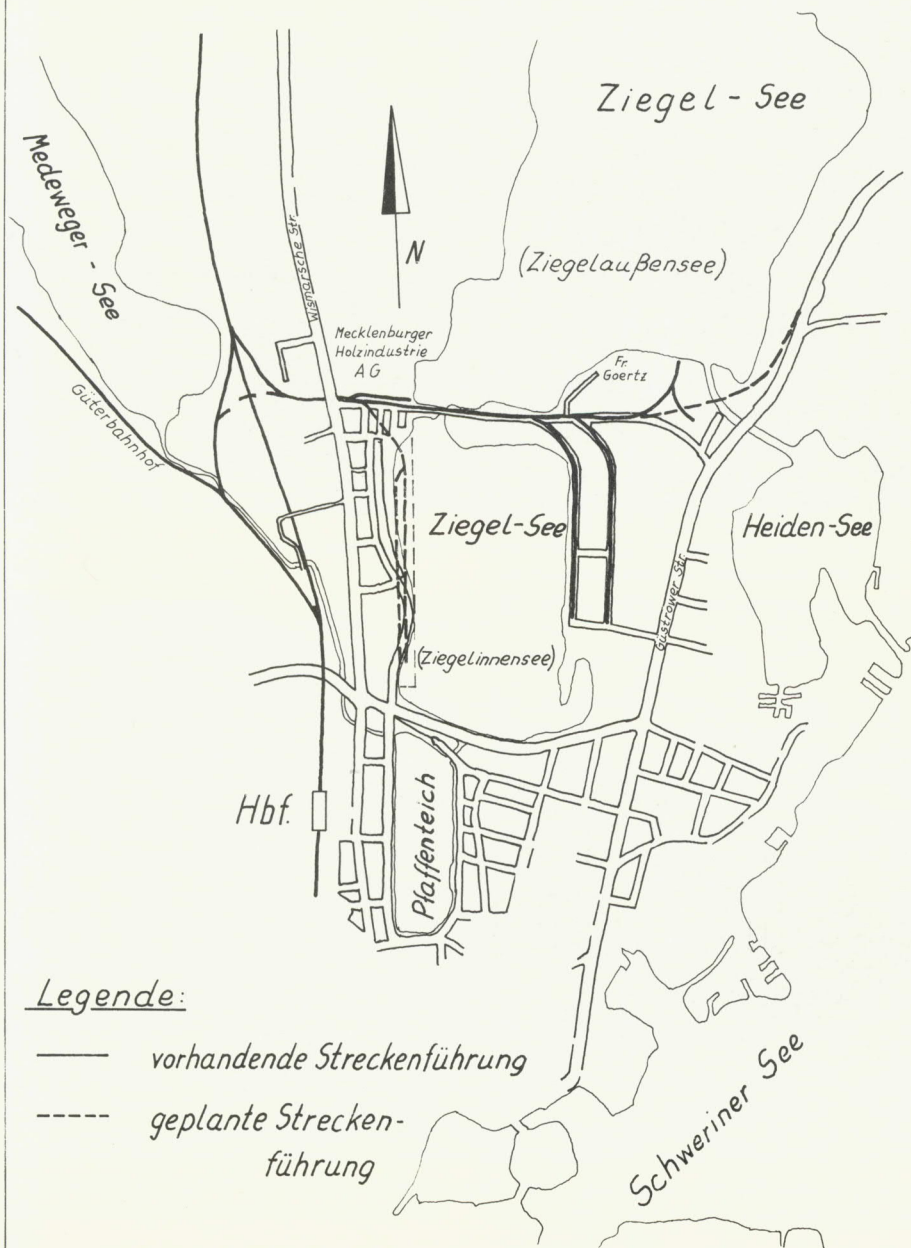 Ziegel - See
Medeweger - See
Wismarsche Str.
N
(Ziegelaußensee)
Mecklenburger
Holzindustrie
AG
Fr.
Goertz
Güterbahnhof
Ziegel-See
Heiden-See
Güstrower Str.
(Ziegelinnensee)
Hbf.
Pfaffenteich
Legende:
vorhandende Streckenführung
geplante Strecken-
führung
Schweriner See